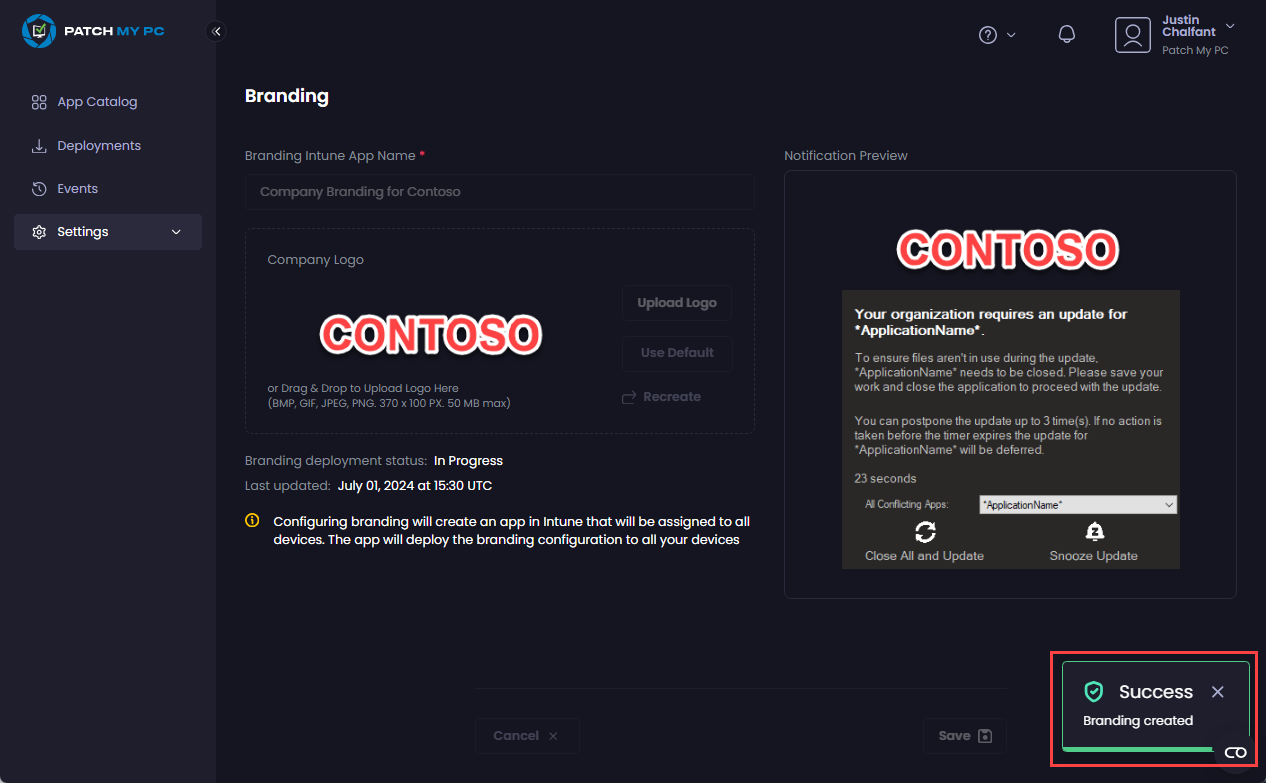 PATCH MY PC
Justin
Chalfant
Patch My PC
App Catalog
Deployments
Events
Settings
Branding
Branding Intune App Name *
Company Branding for Contoso
Company Logo
CONTOSO
Upload Logo
Use Default
Recreate
or Drag & Drop to Upload Logo Here
(BMP, GIF, JPEG, PNG. 370 x 100 PX. 50 MB max)
Branding deployment status: In Progress
Last updated: July 01, 2024 at 15:30 UTC
Configuring branding will create an app in Intune that will be assigned to all
devices. The app will deploy the branding configuration to all your devices
Notification Preview
CONTOSO
Your organization requires an update for
*ApplicationName*.
To ensure files aren't in use during the update,
*ApplicationName* needs to be closed. Please save your
work and close the application to proceed with the update.
You can postpone the update up to 3 time(s). If no action is
taken before the timer expires the update for
*ApplicationName* will be deferred.
23 seconds
All Conflicting Apps: *ApplicationName*
Close All and Update
Snooze Update
Cancel
Save
Success
Branding created